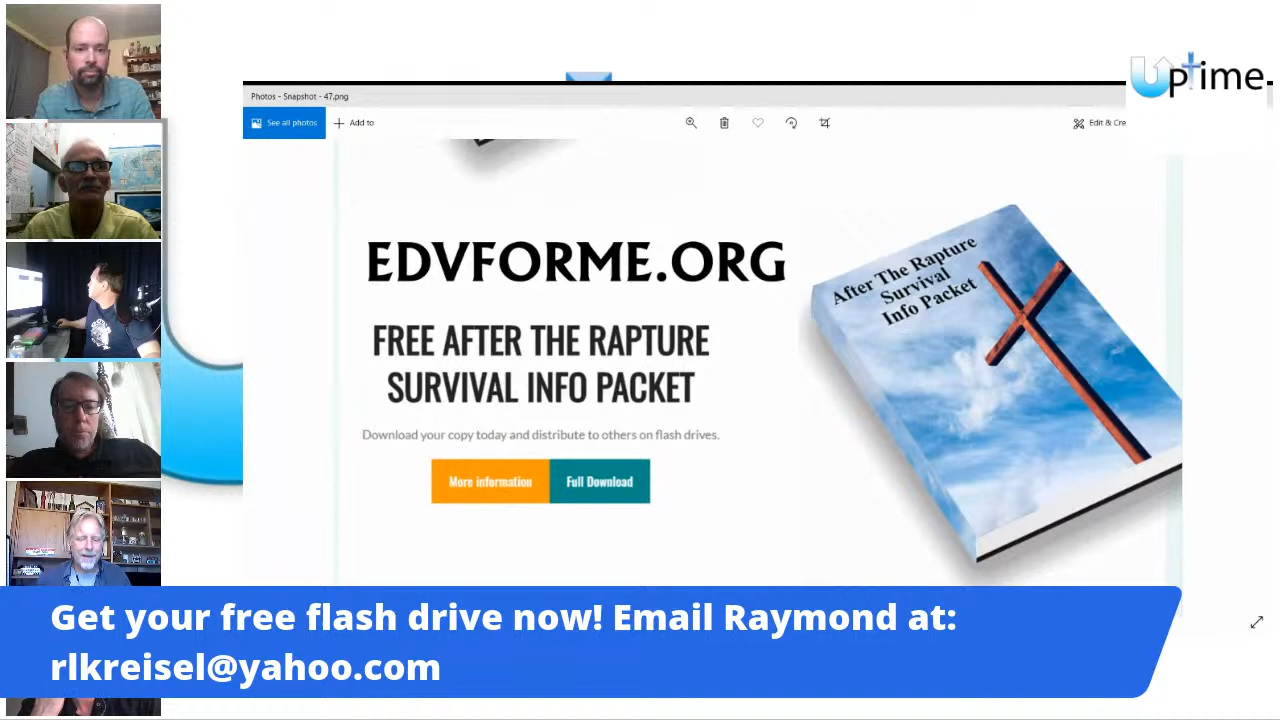 Uptime
Photos - Snapshot - 47.png
See all photos
Add to
Edit & Cre
EDVFORME.ORG
After The Rapture
Survival
Info Packet
FREE AFTER THE RAPTURE
SURVIVAL INFO PACKET
Download your copy today and distribute to others on flash drives.
More information
Full Download
Get your free flash drive now! Email Raymond at:
rlkreisel@yahoo.com